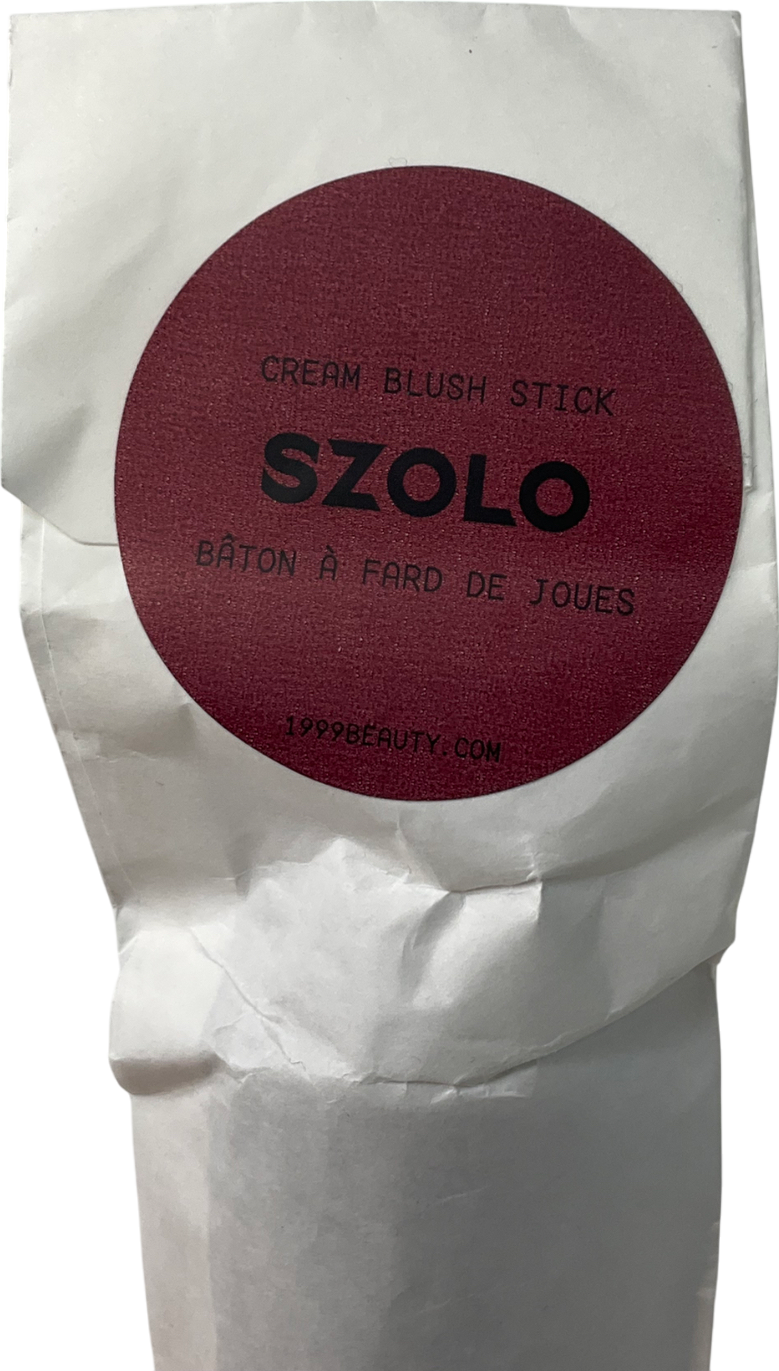 CREAM BLUSH STICK
SZOLO
BÂTON À FARD DE JOUES
1999BEAUTY.COM